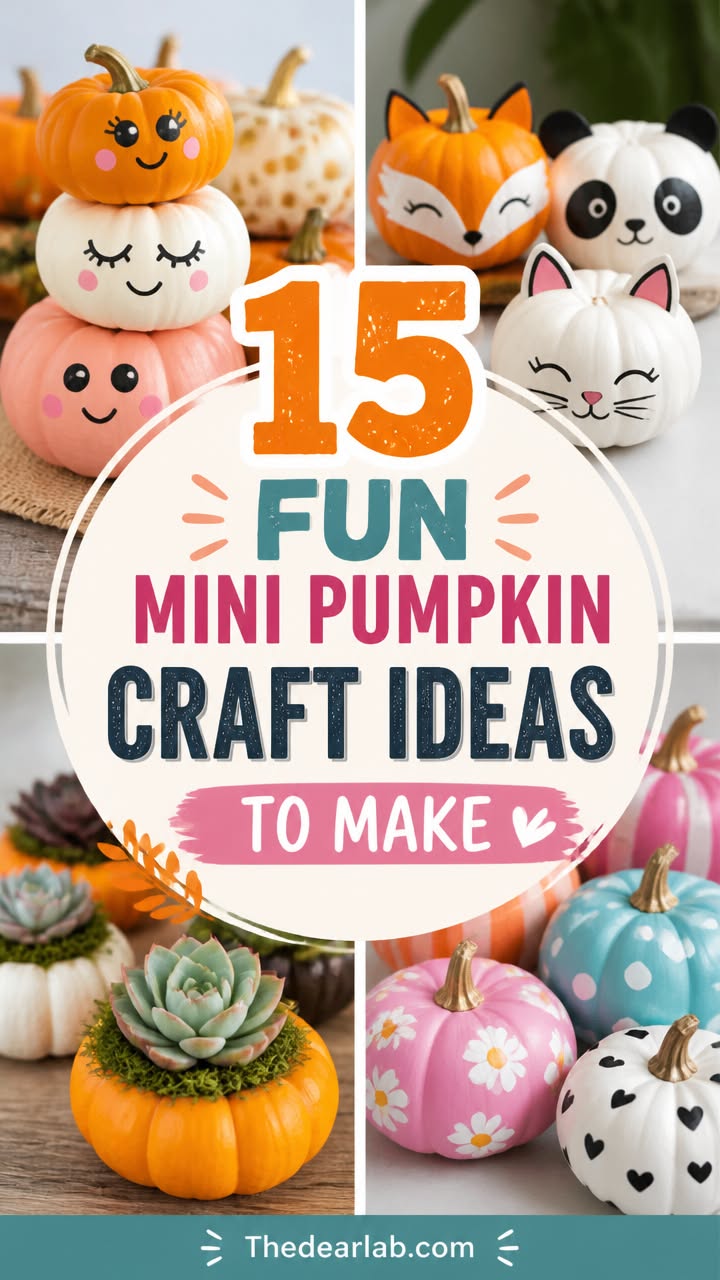 15
FUN
MINI PUMPKIN
CRAFT IDEAS
TO MAKE
Thedearlab.com